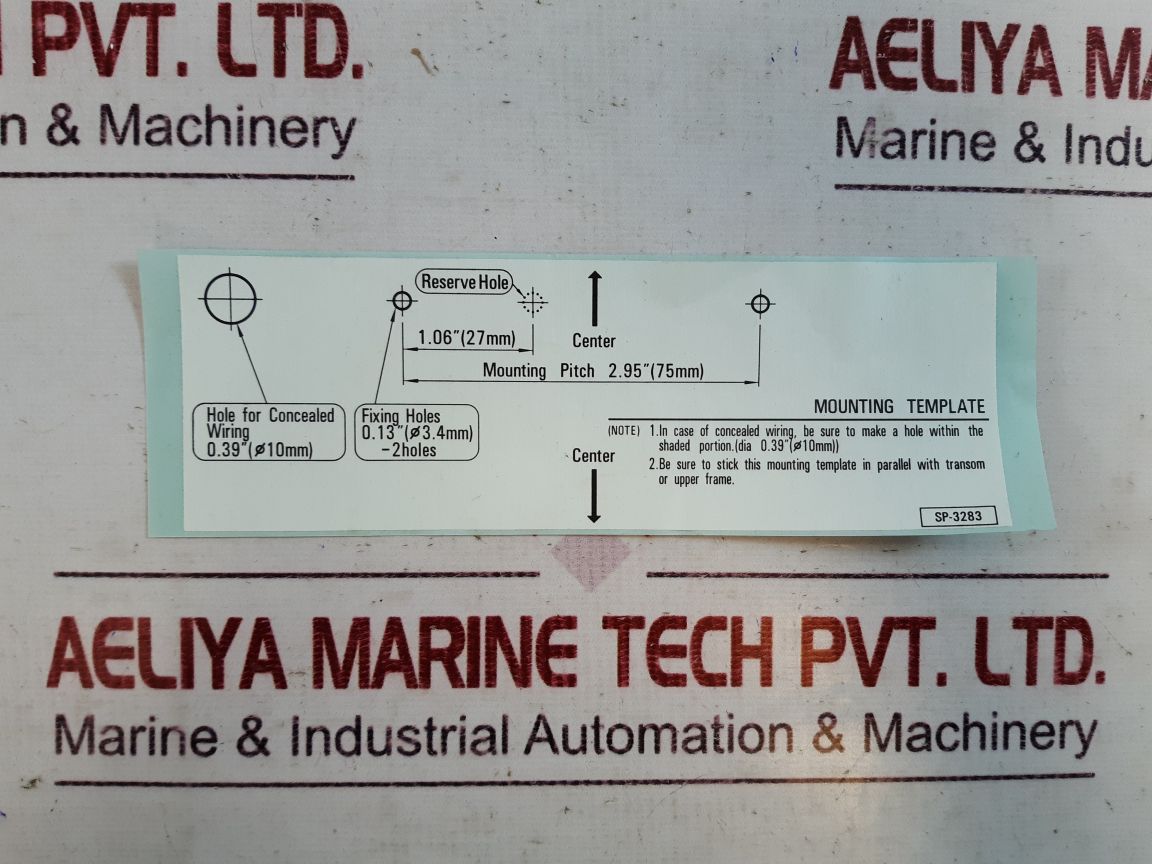 PVT. LTD.
& Machinery
AELIYA
Marine &
Reserve Hole
1.06"(27mm)
Center
Mounting Pitch 2.95"(75mm)
Hole for Concealed
Wiring
0.39"(ø10mm)
Fixing Holes
0.13"(ø3.4mm)
-2holes
MOUNTING TEMPLATE
(NOTE) 1.In case of concealed wiring, be sure to make a hole within the
shaded portion.(dia 0.39"(ø10mm))
2.Be sure to stick this mounting template in parallel with transom
or upper frame.
Center
SP-3283
AELIYA MARINE TECH PVT. LTD.
Marine & Industrial Automation & Machinery